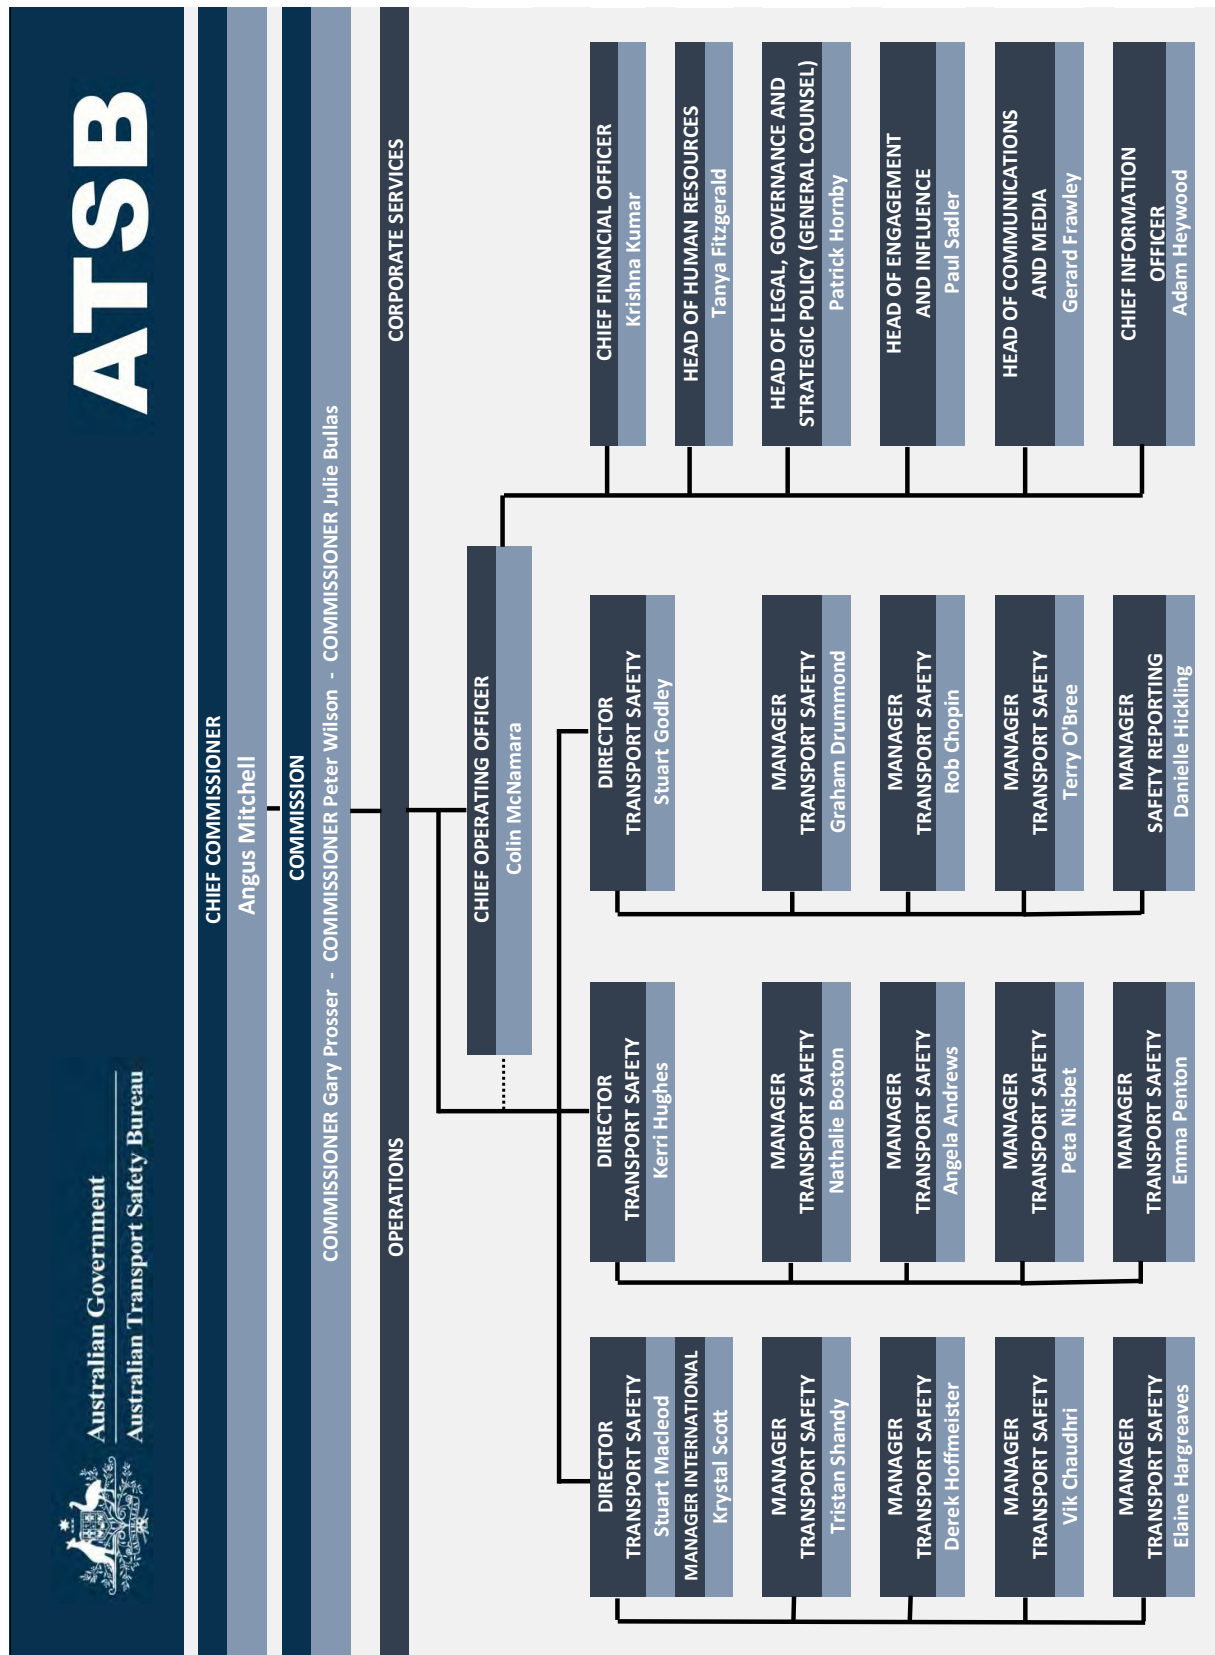 Australian Government
Australian Transport Safety Bureau
ATSB
CHIEF COMMISSIONER
Angus Mitchell
COMMISSION
COMMISSIONER Gary Prosser - COMMISSIONER Peter Wilson - COMMISSIONER Julie Bullas
OPERATIONS
CORPORATE SERVICES
CHIEF OPERATING OFFICER
Colin McNamara
DIRECTOR
TRANSPORT SAFETY
Stuart Macleod
MANAGER INTERNATIONAL
Krystal Scott
MANAGER
TRANSPORT SAFETY
Tristan Shandy
MANAGER
TRANSPORT SAFETY
Derek Hoffmeister
MANAGER
TRANSPORT SAFETY
Vik Chaudhri
MANAGER
TRANSPORT SAFETY
Elaine Hargreaves
DIRECTOR
TRANSPORT SAFETY
Kerri Hughes
MANAGER
TRANSPORT SAFETY
Nathalie Boston
MANAGER
TRANSPORT SAFETY
Angela Andrews
MANAGER
TRANSPORT SAFETY
Peta Nisbet
MANAGER
TRANSPORT SAFETY
Emma Penton
DIRECTOR
TRANSPORT SAFETY
Stuart Godley
MANAGER
TRANSPORT SAFETY
Graham Drummond
MANAGER
TRANSPORT SAFETY
Rob Chopin
MANAGER
TRANSPORT SAFETY
Terry O'Bree
MANAGER
SAFETY REPORTING
Danielle Hickling
CHIEF FINANCIAL OFFICER
Krishna Kumar
HEAD OF HUMAN RESOURCES
Tanya Fitzgerald
HEAD OF LEGAL, GOVERNANCE AND
STRATEGIC POLICY (GENERAL COUNSEL)
Patrick Hornby
HEAD OF ENGAGEMENT
AND INFLUENCE
Paul Sadler
HEAD OF COMMUNICATIONS
AND MEDIA
Gerard Frawley
CHIEF INFORMATION
OFFICER
Adam Heywood